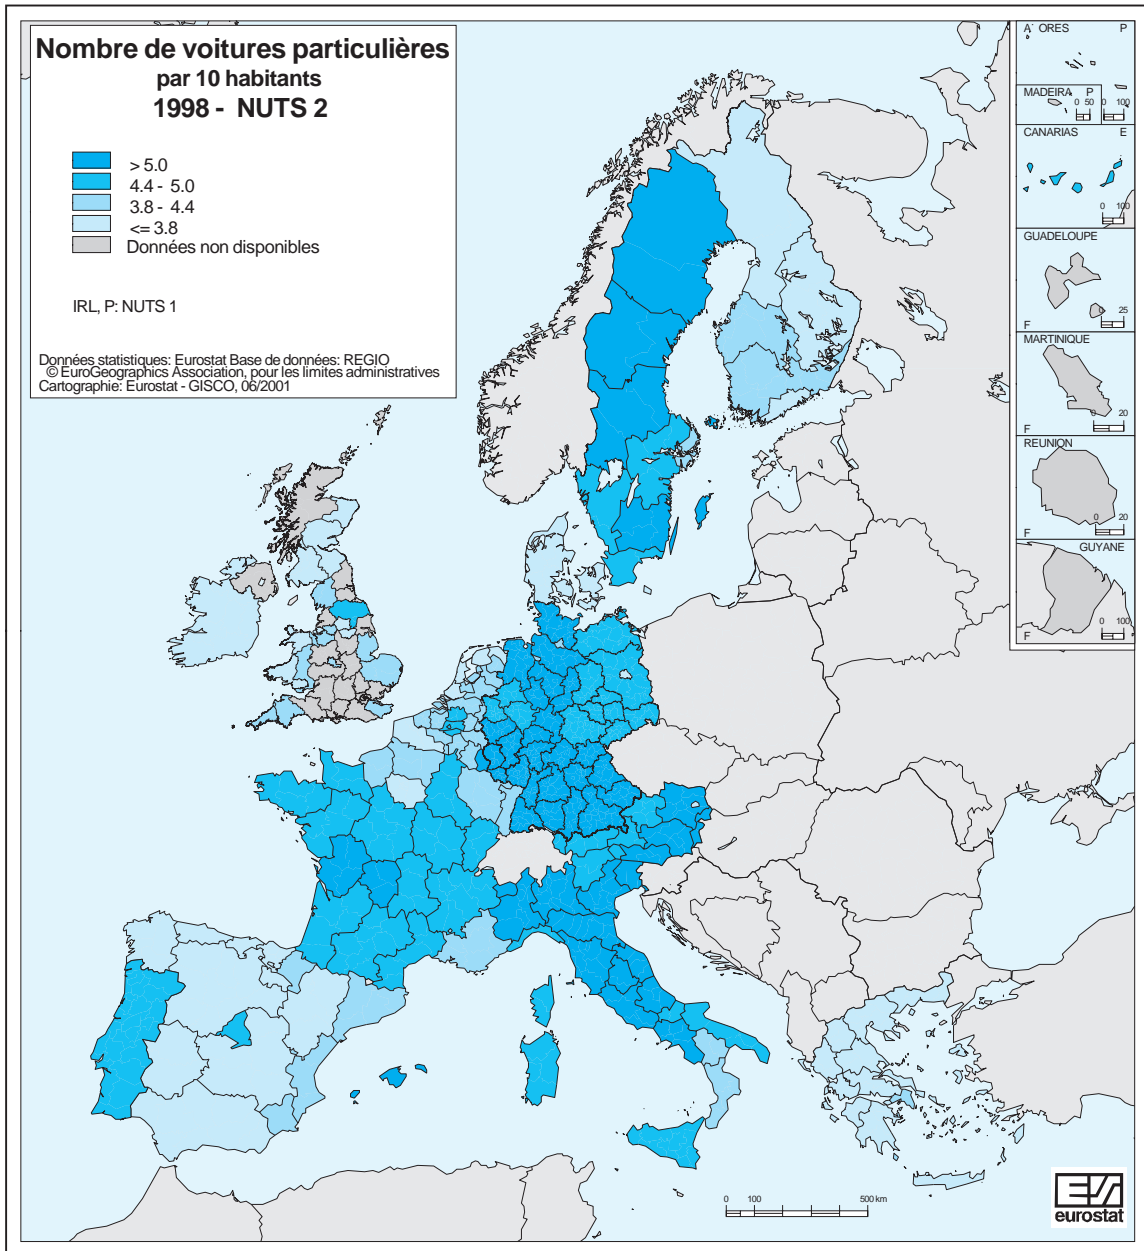 Nombre de voitures particulières
par 10 habitants
1998 - NUTS 2
> 5.0
4.4 - 5.0
3.8 - 4.4
<= 3.8
Données non disponibles
IRL, P: NUTS 1
Données statistiques: Eurostat Base de données: REGIO
© EuroGeographics Association, pour les limites administratives
Cartographie: Eurostat - GISCO, 06/2001
A ORES P
MADEIRA P
0 50 0 100
CANARIAS E
0 100
GUADELOUPE
F 25
MARTINIQUE
F 0 20
REUNION
F 0 20
GUYANE
F 0 100
0 100 500 km
eurostat